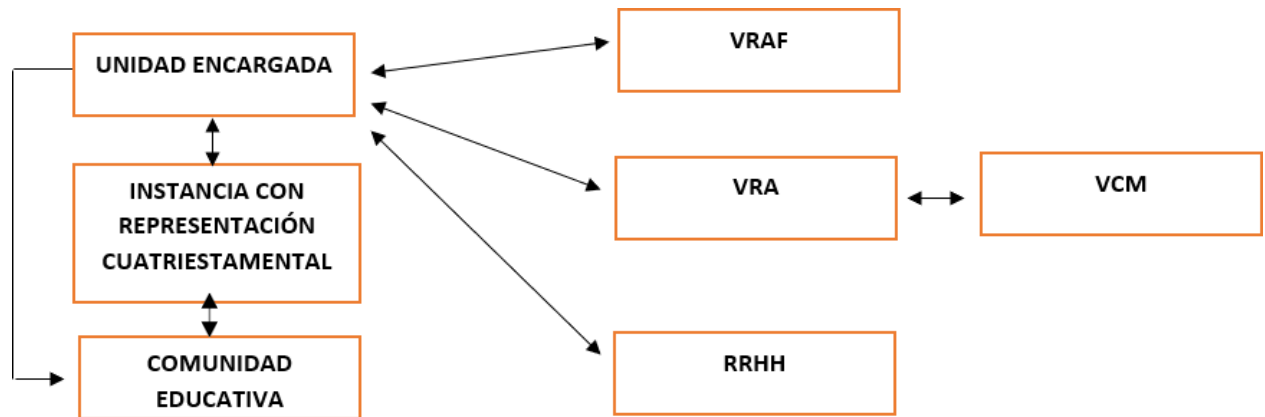 UNIDAD ENCARGADA
INSTANCIA CON
REPRESENTACIÓN
CUATRIESTAMENTAL
COMUNIDAD
EDUCATIVA
VRAF
VRA
VCM
RRHH